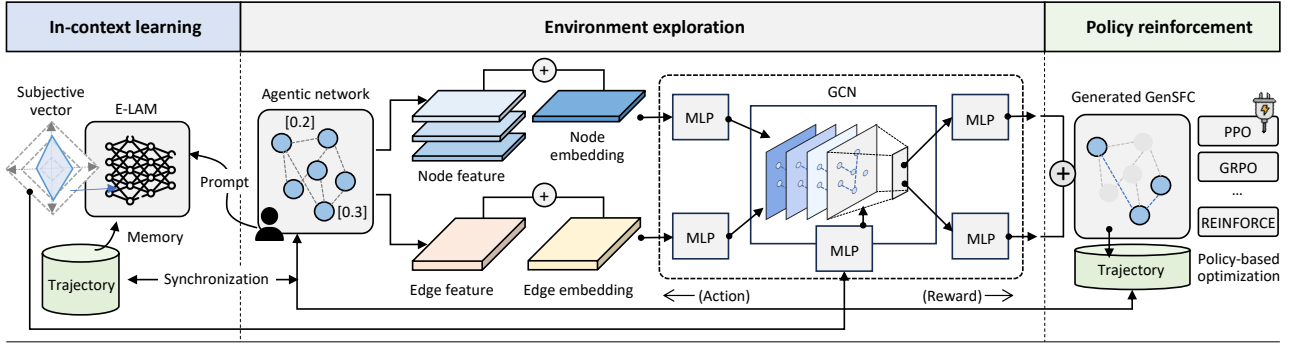 In-context learning
Environment exploration
Policy reinforcement
Subjective
vector
E-LAM
Prompt
Memory
Trajectory
Synchronization
Agentic network
[0.2]
[0.3]
+
Node
embedding
Node feature
+
Edge feature
Edge embedding
MLP
MLP
GCN
MLP
MLP
MLP
(Action)
(Reward)
+
Generated GenSFC
PPO
GRPO
...
REINFORCE
Trajectory
Policy-based
optimization